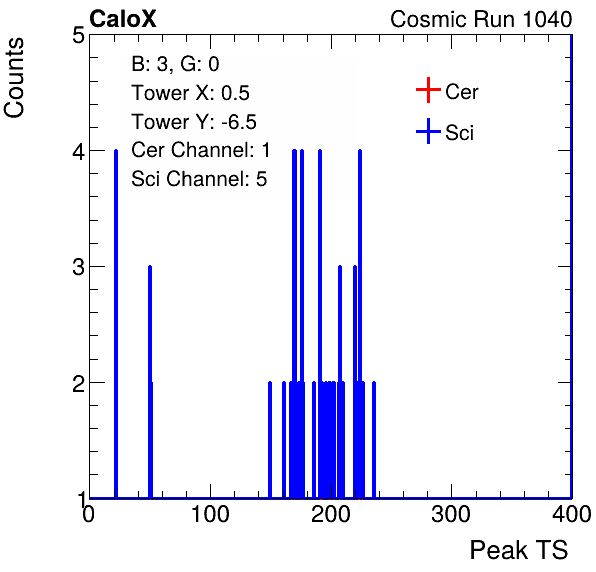 CaloX Cosmic Run 1040
Counts
5
4
3
2
1
B: 3, G: 0
Tower X: 0.5
Tower Y: -6.5
Cer Channel: 1
Sci Channel: 5
Cer
Sci
0 100 200 300 400
Peak TS